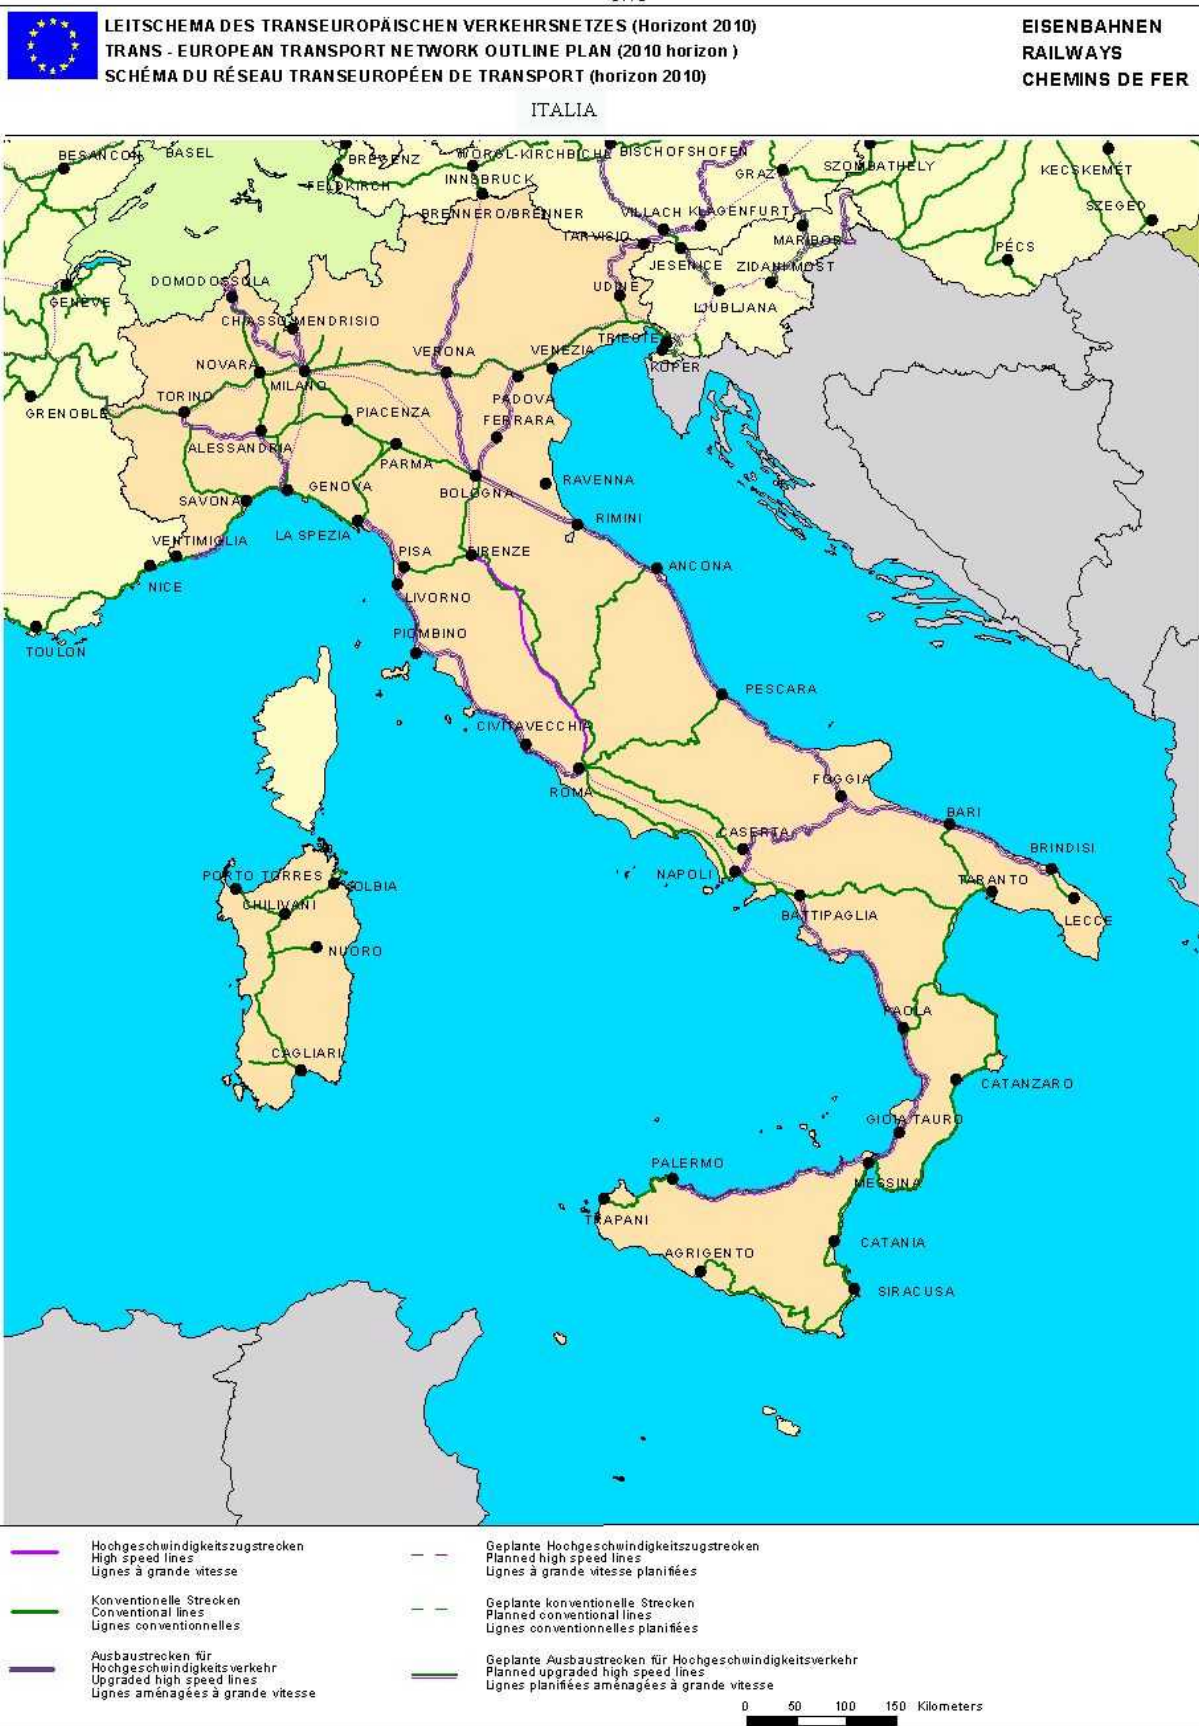 LEITSCHEMA DES TRANSEUROPÄISCHEN VERKEHRSNETZES (Horizont 2010)
TRANS - EUROPEAN TRANSPORT NETWORK OUTLINE PLAN (2010 horizon )
SCHÉMA DU RÉSEAU TRANSEUROPÉEN DE TRANSPORT (horizon 2010)
EISENBAHNEN
RAILWAYS
CHEMINS DE FER
ITALIA
BESANCON
BASEL
BREGENZ
WÖRGL-KIRCHBICHL
BISCHOFSHOFEN
GRAZ
SZOMBATHELY
KECSKEMÉT
FELDKIRCH
INNSBRUCK
BRENNERO/BRENNER
VILLACH
KLAGENFURT
SZEGED
TARVISIO
MARIBOR
PÉCS
JESENICE
ZIDANI MOST
DOMODOSSOLA
UDINE
GENÈVE
LJUBLJANA
CHIASSO-MENDRISIO
TRIESTE
NOVARA
VERONA
VENEZIA
KOPER
MILANO
TORINO
PADOVA
GRENOBLE
PIACENZA
FERRARA
ALESSANDRIA
PARMA
SAVONA
GENOVA
BOLOGNA
RAVENNA
LA SPEZIA
RIMINI
VENTIMIGLIA
PISA
FIRENZE
ANCONA
NICE
LIVORNO
PIOMBINO
TOULON
PESCARA
CIVITAVECCHIA
FOGGIA
ROMA
BARI
CASERTA
BRINDISI
PORTO TORRES
OLBIA
NAPOLI
TARANTO
CHILIVANI
BATTIPAGLIA
LECCE
NUORO
PAOLA
CAGLIARI
CATANZARO
GIOIA TAURO
PALERMO
MESSINA
TRAPANI
CATANIA
AGRIGENTO
SIRACUSA
Hochgeschwindigkeitszugstrecken
High speed lines
Lignes à grande vitesse
Geplante Hochgeschwindigkeitszugstrecken
Planned high speed lines
Lignes à grande vitesse planifiées
Konventionelle Strecken
Conventional lines
Lignes conventionnelles
Geplante konventionelle Strecken
Planned conventional lines
Lignes conventionnelles planifiées
Ausbaustrecken für
Hochgeschwindigkeitsverkehr
Upgraded high speed lines
Lignes aménagées à grande vitesse
Geplante Ausbaustrecken für Hochgeschwindigkeitsverkehr
Planned upgraded high speed lines
Lignes planifiées aménagées à grande vitesse
0 50 100 150 Kilometers